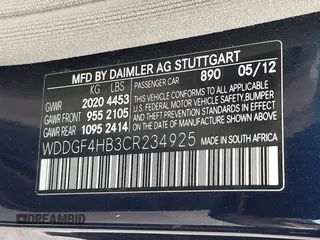 MFD BY DAIMLER AG STUTTGART
KG LBS PASSENGER CAR 890 05/12
GVWR 2020 4453
GAWR FRONT 955 2105
GAWR REAR 1095 2414
THIS VEHICLE CONFORMS TO ALL APPLICABLE
U.S. FEDERAL MOTOR VEHICLE SAFETY, BUMPER,
AND THEFT PREVENTION STANDARDS IN EFFECT ON THE
DATE OF MANUFACTURE SHOWN ABOVE.
WDDGF4HB3CR234925
MADE IN SOUTH AFRICA
DREAMBID